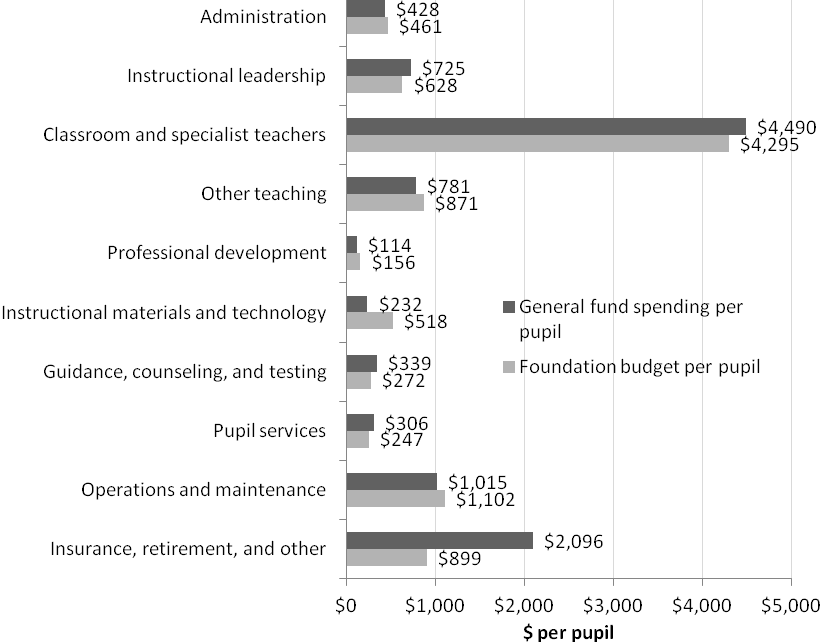 Administration
$428
$461
Instructional leadership
$725
$628
Classroom and specialist teachers
$4,490
$4,295
Other teaching
$781
$871
Professional development
$114
$156
Instructional materials and technology
$232
$518
General fund spending per
pupil
Foundation budget per pupil
Guidance, counseling, and testing
$339
$272
Pupil services
$306
$247
Operations and maintenance
$1,015
$1,102
Insurance, retirement, and other
$2,096
$899
$0 $1,000 $2,000 $3,000 $4,000 $5,000
$ per pupil